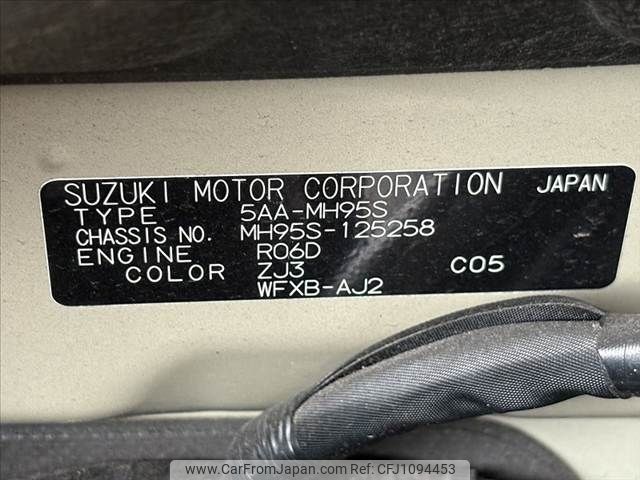 SUZUKI MOTOR CORPORATION JAPAN
TYPE 5AA-MH95S
CHASSIS NO. MH95S-125258
ENGINE R06D
COLOR ZJ3 C05
WFXB-AJ2
www.CarFromJapan.com | Ref: CFJ1094453